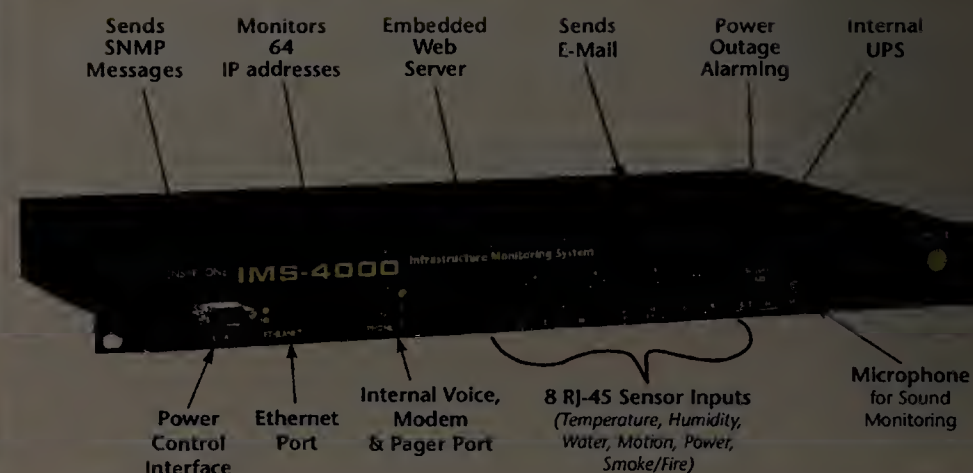 Sends
SNMP
Messages
Monitors
64
IP addresses
Embedded
Web
Server
Sends
E-Mail
Power
Outage
Alarming
Internal
UPS
IMS-4000 Infrastructure Monitoring System
ETHERNET
PHONE
Power
Control
Interface
Ethernet
Port
Internal Voice,
Modem
& Pager Port
8 RJ-45 Sensor Inputs
(Temperature, Humidity,
Water, Motion, Power,
Smoke/Fire)
Microphone
for Sound
Monitoring